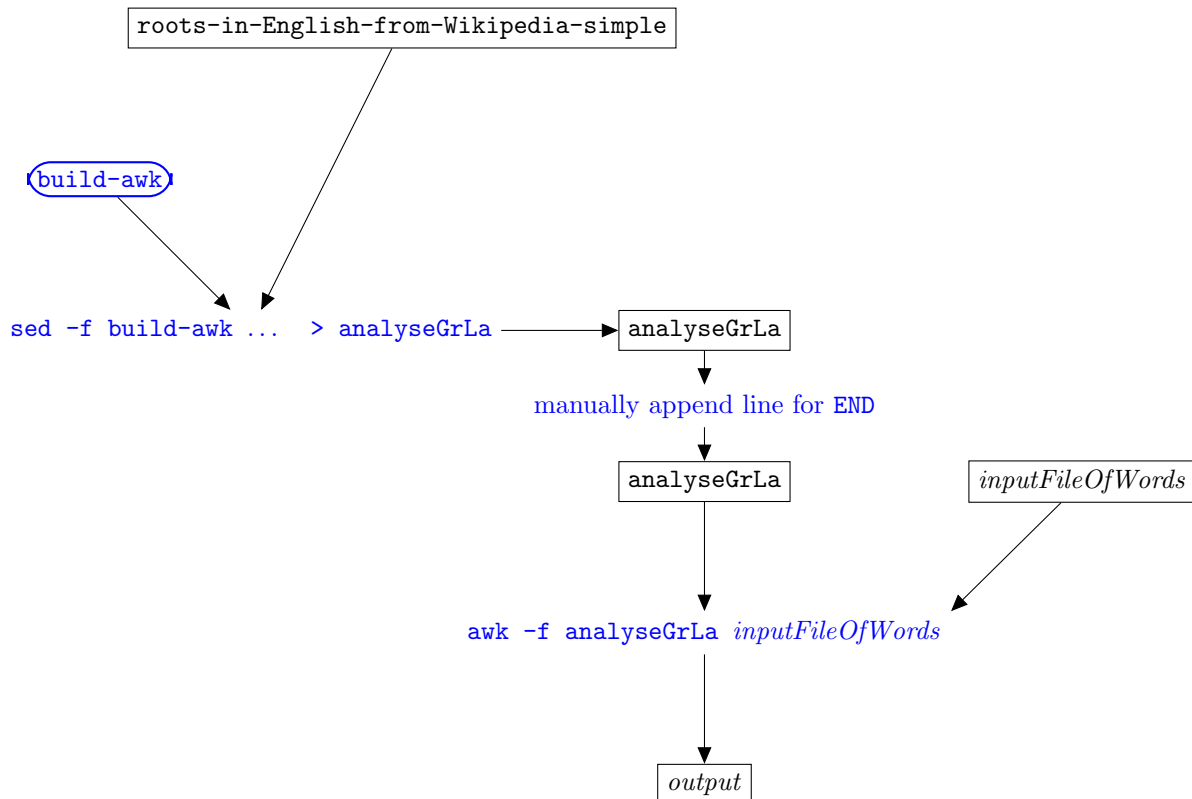 roots-in-English-from-Wikipedia-simple
build-awk
sed -f build-awk ... > analyseGrLa
analyseGrLa
manually append line for END
analyseGrLa
inputFileOfWords
awk -f analyseGrLa inputFileOfWords
output